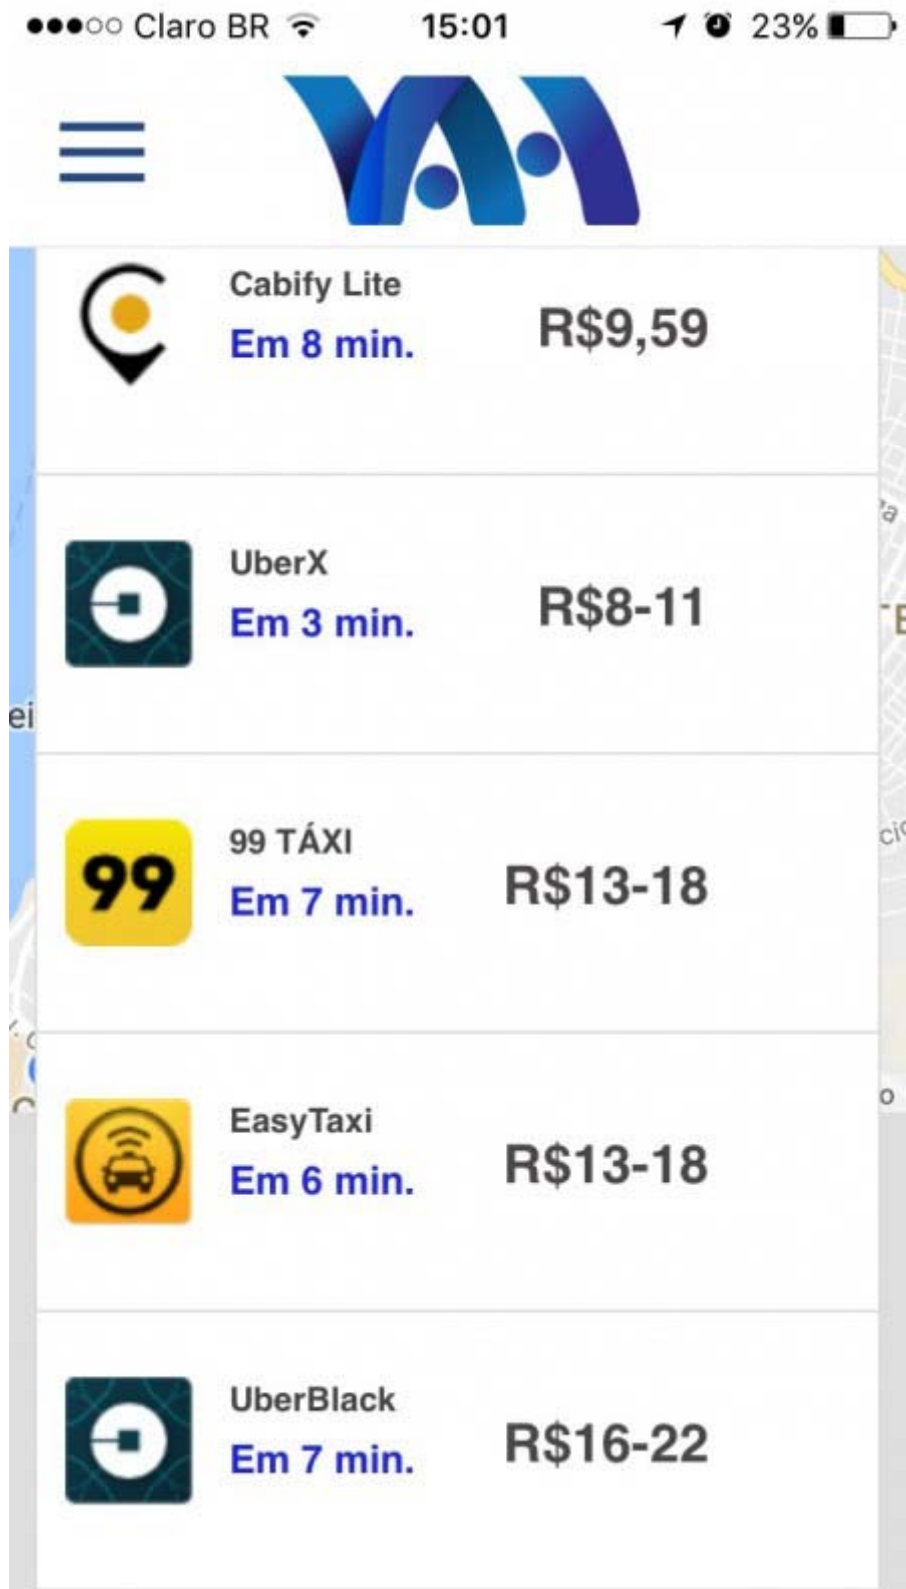 Claro BR 15:01 23%
Cabify Lite
Em 8 min.
R$9,59
UberX
Em 3 min.
R$8-11
99
99 TÁXI
Em 7 min.
R$13-18
EasyTaxi
Em 6 min.
R$13-18
UberBlack
Em 7 min.
R$16-22